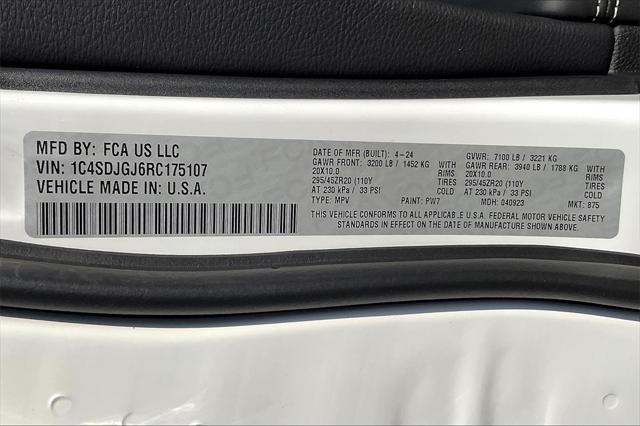 MFD BY: FCA US LLC
VIN: 1C4SDJGJ6RC175107
VEHICLE MADE IN: U.S.A.
DATE OF MFR (BUILT): 4-24 GVWR: 7100 LB / 3221 KG
GAWR FRONT: 3200 LB / 1452 KG WITH GAWR REAR: 3940 LB / 1788 KG WITH
20X10.0 RIMS 20X10.0 RIMS
295/45ZR20 (110Y TIRES 295/45ZR20 (110Y TIRES
AT 230 kPa / 33 PSI COLD AT 230 kPa / 33 PSI COLD
TYPE: MPV PAINT: PW7 MDH: 040923 MKT: 875
THIS VEHICLE CONFORMS TO ALL APPLICAB.E U.S.A. FEDERAL MOTOR VEHICLE SAFETY
STANDARDS IN EFFECT ON THE DATE OF MANUFACTURE SHOWN ABOVE.